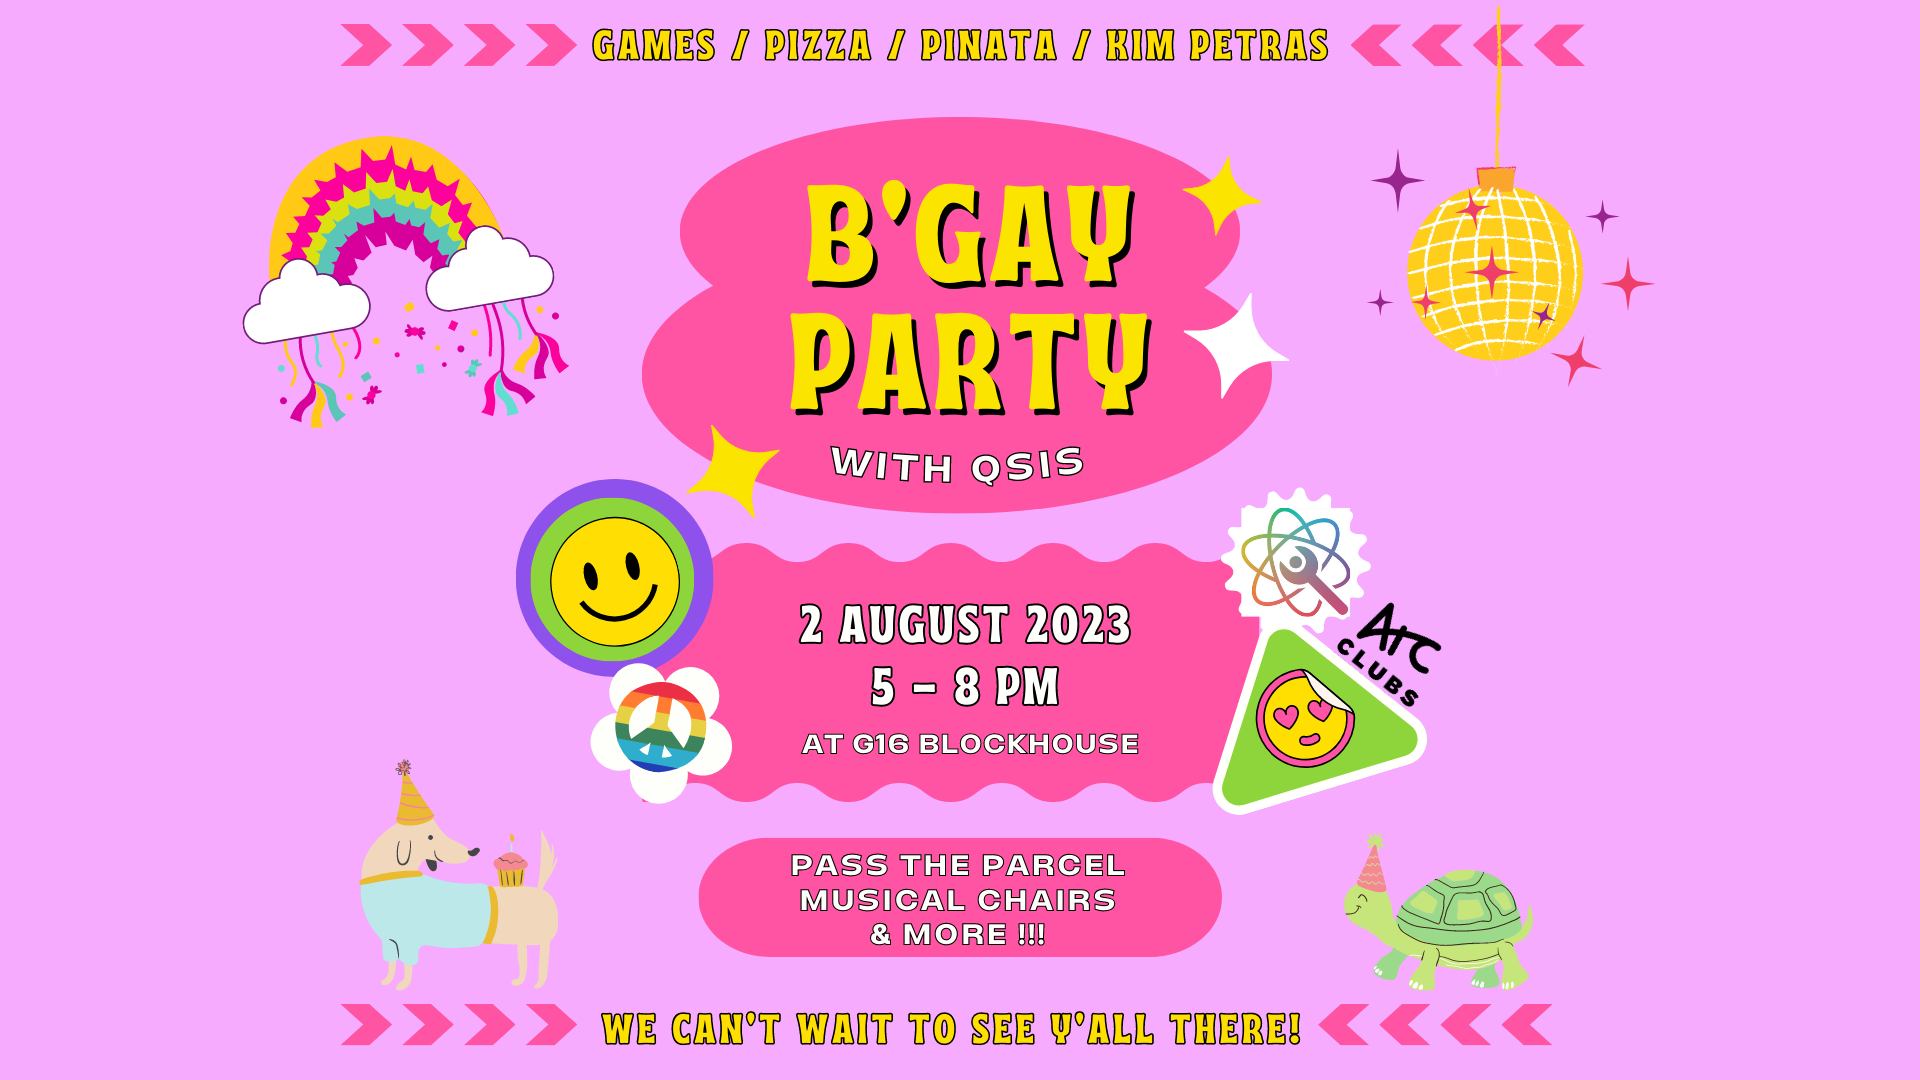 GAMES / PIZZA / PINATA / KIM PETRAS
B'GAY
PARTY
WITH QSIS
2 AUGUST 2023
5 – 8 PM
AT G16 BLOCKHOUSE
ARC
CLUBS
PASS THE PARCEL
MUSICAL CHAIRS
& MORE !!!
WE CAN'T WAIT TO SEE Y'ALL THERE!